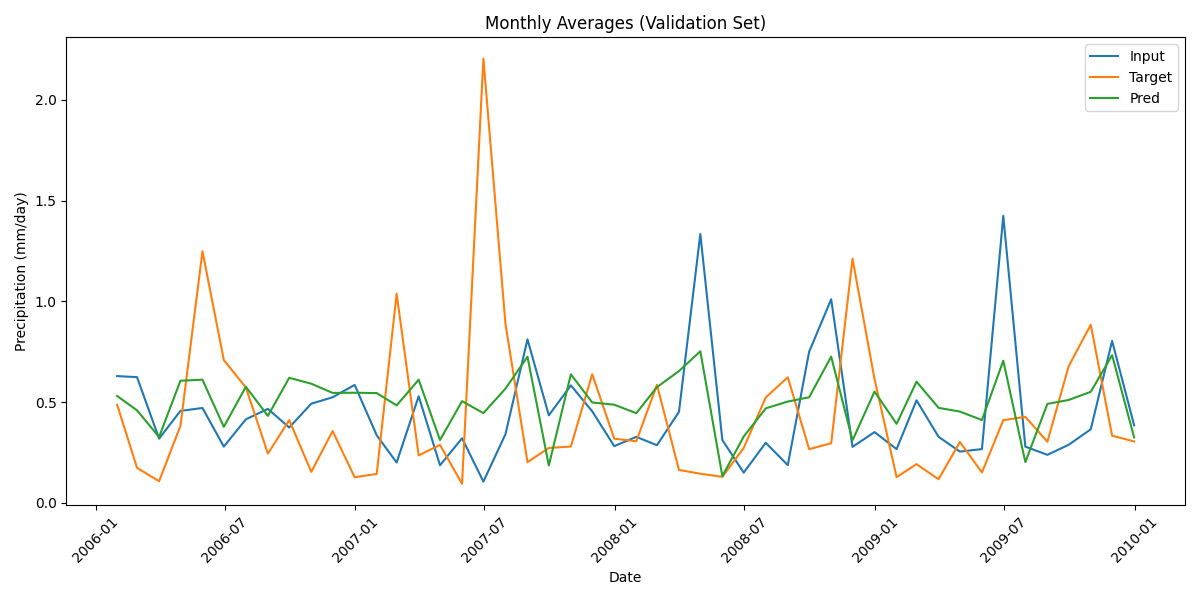 Monthly Averages (Validation Set)
Input
Target
Pred
Precipitation (mm/day)
2.0
1.5
1.0
0.5
0.0
2006-01
2006-07
2007-01
2007-07
2008-01
2008-07
2009-01
2009-07
2010-01
Date